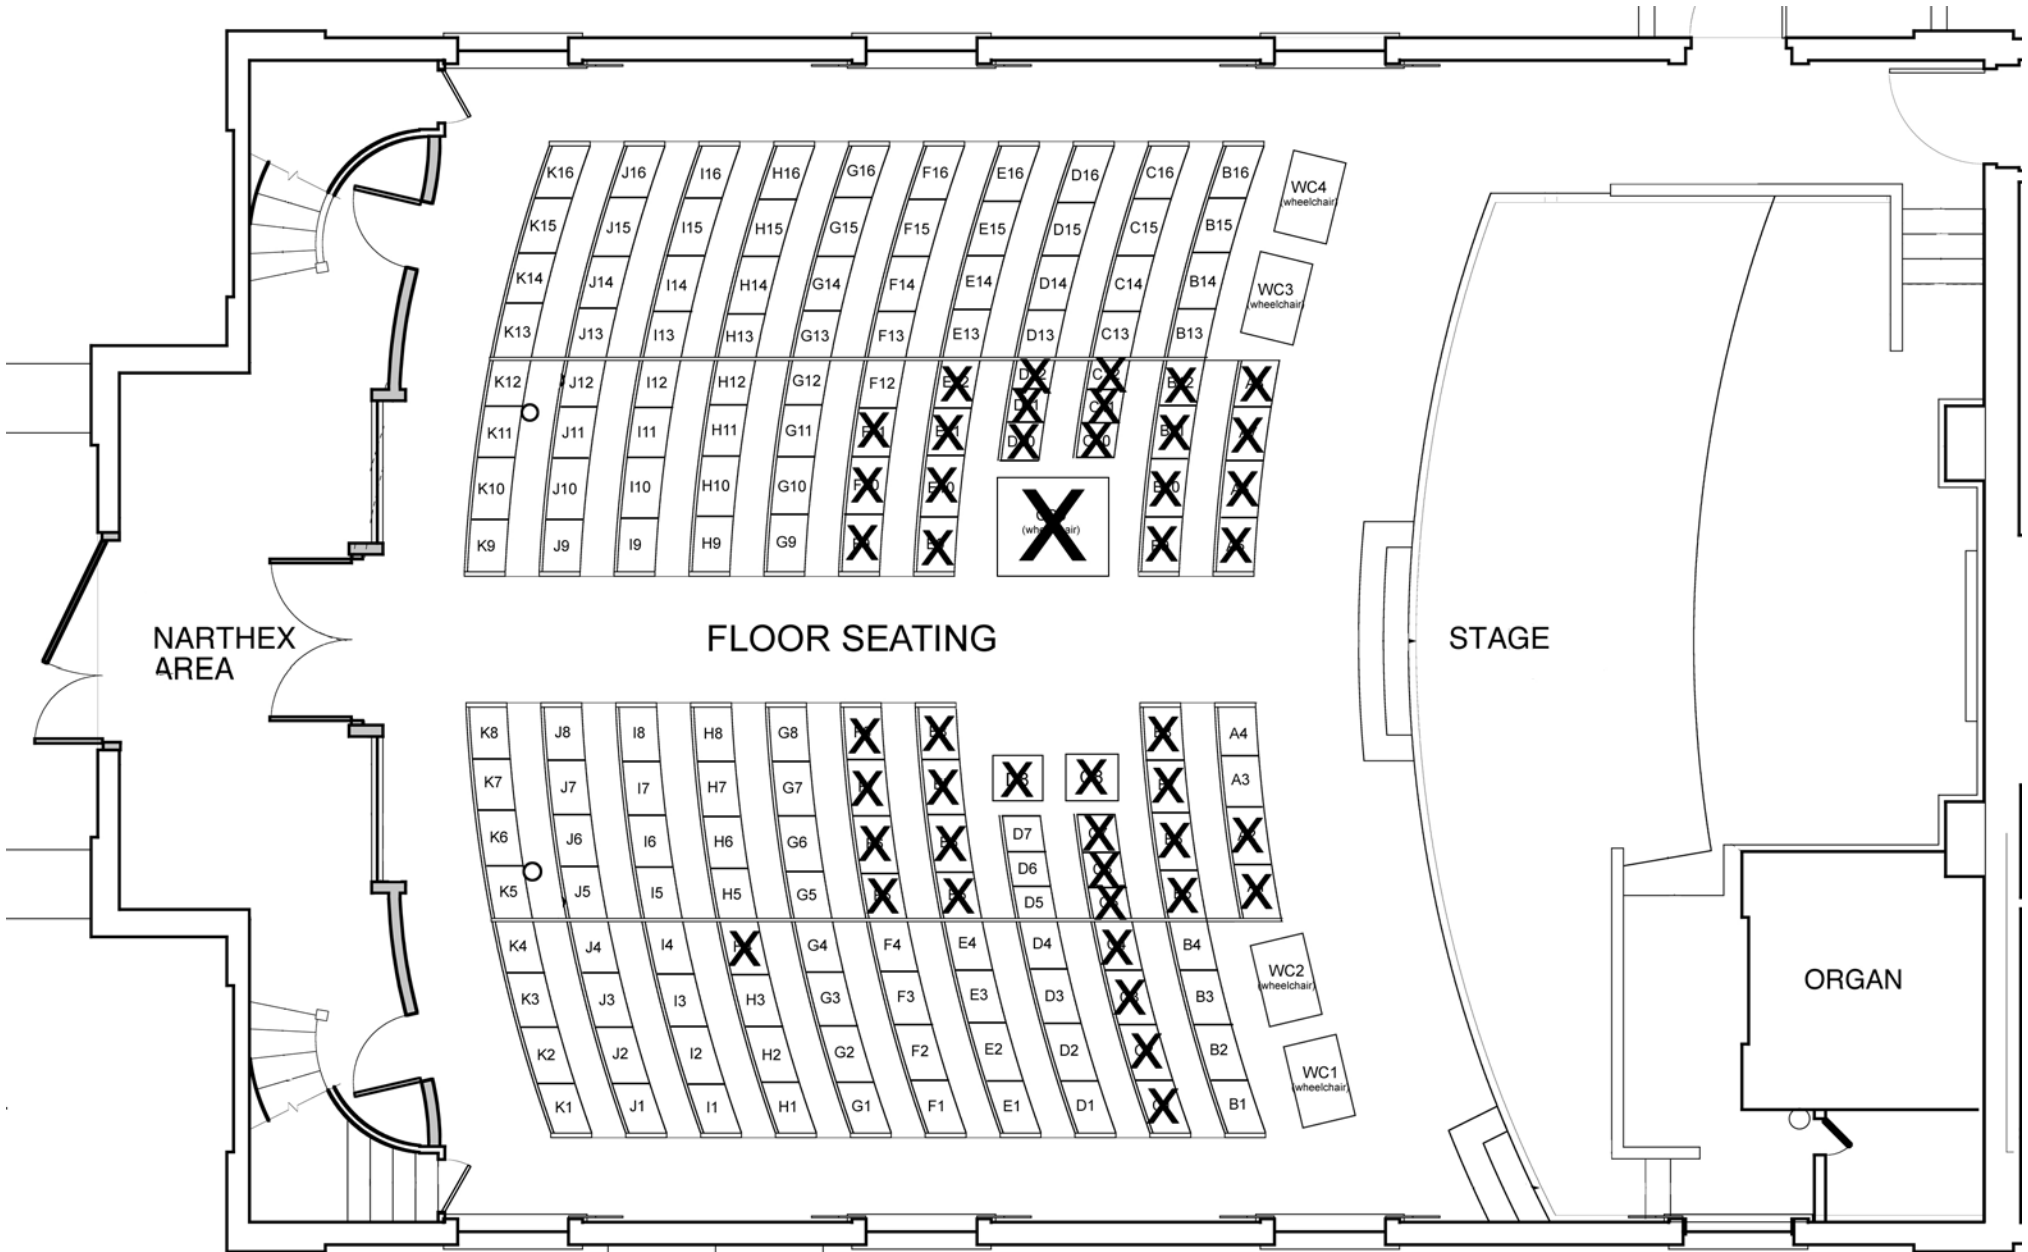 K16 J16 I16 H16 G16 F16 E16 D16 C16 B16
WC4
(wheelchair)
K15 J15 I15 H15 G15 F15 E15 D15 C15 B15
K14 J14 I14 H14 G14 F14 E14 D14 C14 B14
WC3
(wheelchair)
K13 J13 I13 H13 G13 F13 E13 D13 C13 B13
K12 J12 I12 H12 G12 F12
K11 J11 I11 H11 G11
K10 J10 I10 H10 G10
K9 J9 I9 H9 G9
NARTHEX
AREA
FLOOR SEATING
STAGE
K8 J8 I8 H8 G8 A4
K7 J7 I7 H7 G7 A3
K6 J6 I6 H6 G6 D7
D6
K5 J5 I5 H5 G5 D5
K4 J4 I4 G4 F4 E4 D4 B4
WC2
(wheelchair)
K3 J3 I3 H3 G3 F3 E3 D3 B3
K2 J2 I2 H2 G2 F2 E2 D2 B2
WC1
(wheelchair)
K1 J1 I1 H1 G1 F1 E1 D1 B1
ORGAN